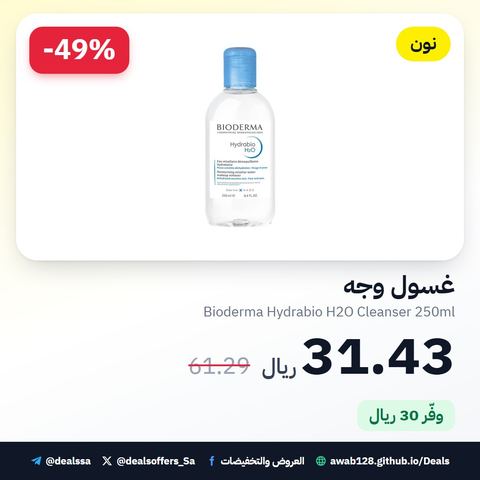 -49%
نون
BIODERMA
Hydrabio
H2O
غسول وجه
Bioderma Hydrabio H2O Cleanser 250ml
31.43 ريال 61.29
وفّر 30 ريال
@dealssa @dealsoffers_Sa العروض والتخفيضات awab128.github.io/Deals